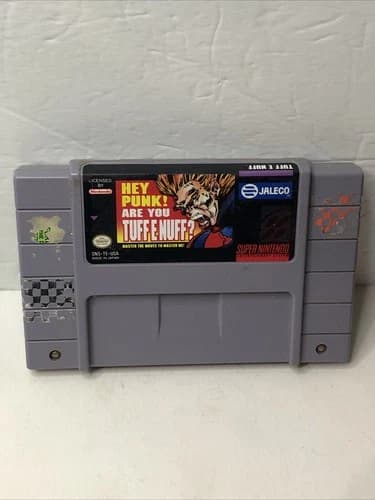 TUFF E NUFF
LICENSED
BY
Nintendo
HEY
PUNK!
ARE YOU
TUFF E NUFF?
MASTER THE MOVES TO MASTER ME!
JALECO
SUPER NINTENDO
SNS-TE-USA
MADE IN JAPAN